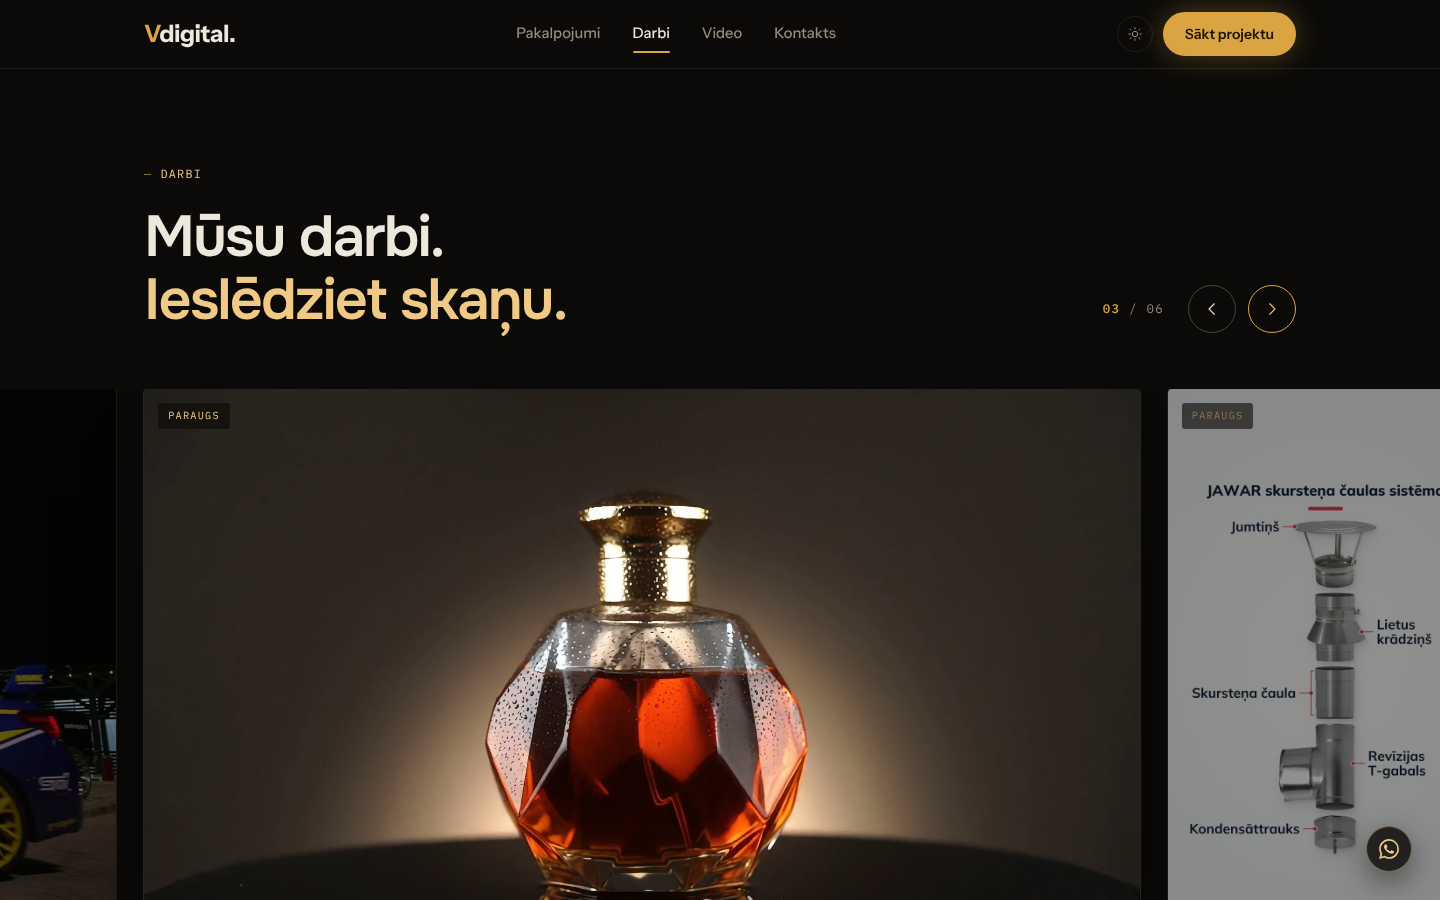 Vdigital.
Pakalpojumi
Darbi
Video
Kontakts
Sākt projektu
— DARBI
Mūsu darbi.
Ieslēdziet skaņu.
03 / 06
PARAUGS
PARAUGS
JAWAR skursteņa čaulas sistēma
Jumtiņš
Lietus
krādziņš
Skursteņa čaula
Revīzijas
T-gabals
Kondensāttrauks